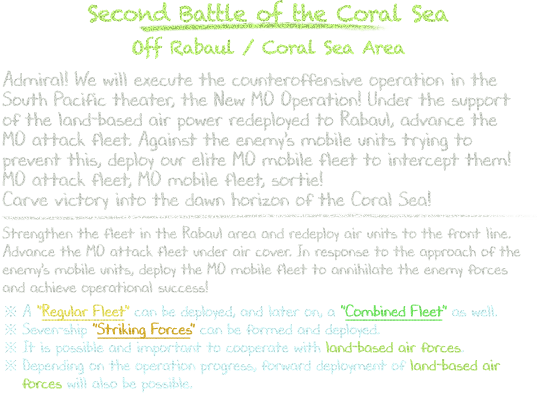 Second Battle of the Coral Sea
Off Rabaul / Coral Sea Area
Admiral! We will execute the counteroffensive operation in the
South Pacific theater, the New MO Operation! Under the support
of the land-based air power redeployed to Rabaul, advance the
MO attack fleet. Against the enemy's mobile units trying to
prevent this, deploy our elite MO mobile fleet to intercept them!
MO attack fleet, MO mobile fleet, sortie!
Carve victory into the dawn horizon of the Coral Sea!
Strengthen the fleet in the Rabaul area and redeploy air units to the front line.
Advance the MO attack fleet under air cover. In response to the approach of the
enemy's mobile units, deploy the MO mobile fleet to annihilate the enemy forces
and achieve operational success!
※ A "Regular Fleet" can be deployed, and later on, a "Combined Fleet" as well.
※ Seven-ship "Striking Forces" can be formed and deployed.
※ It is possible and important to cooperate with land-based air forces.
※ Depending on the operation progress, forward deployment of land-based air
forces will also be possible.